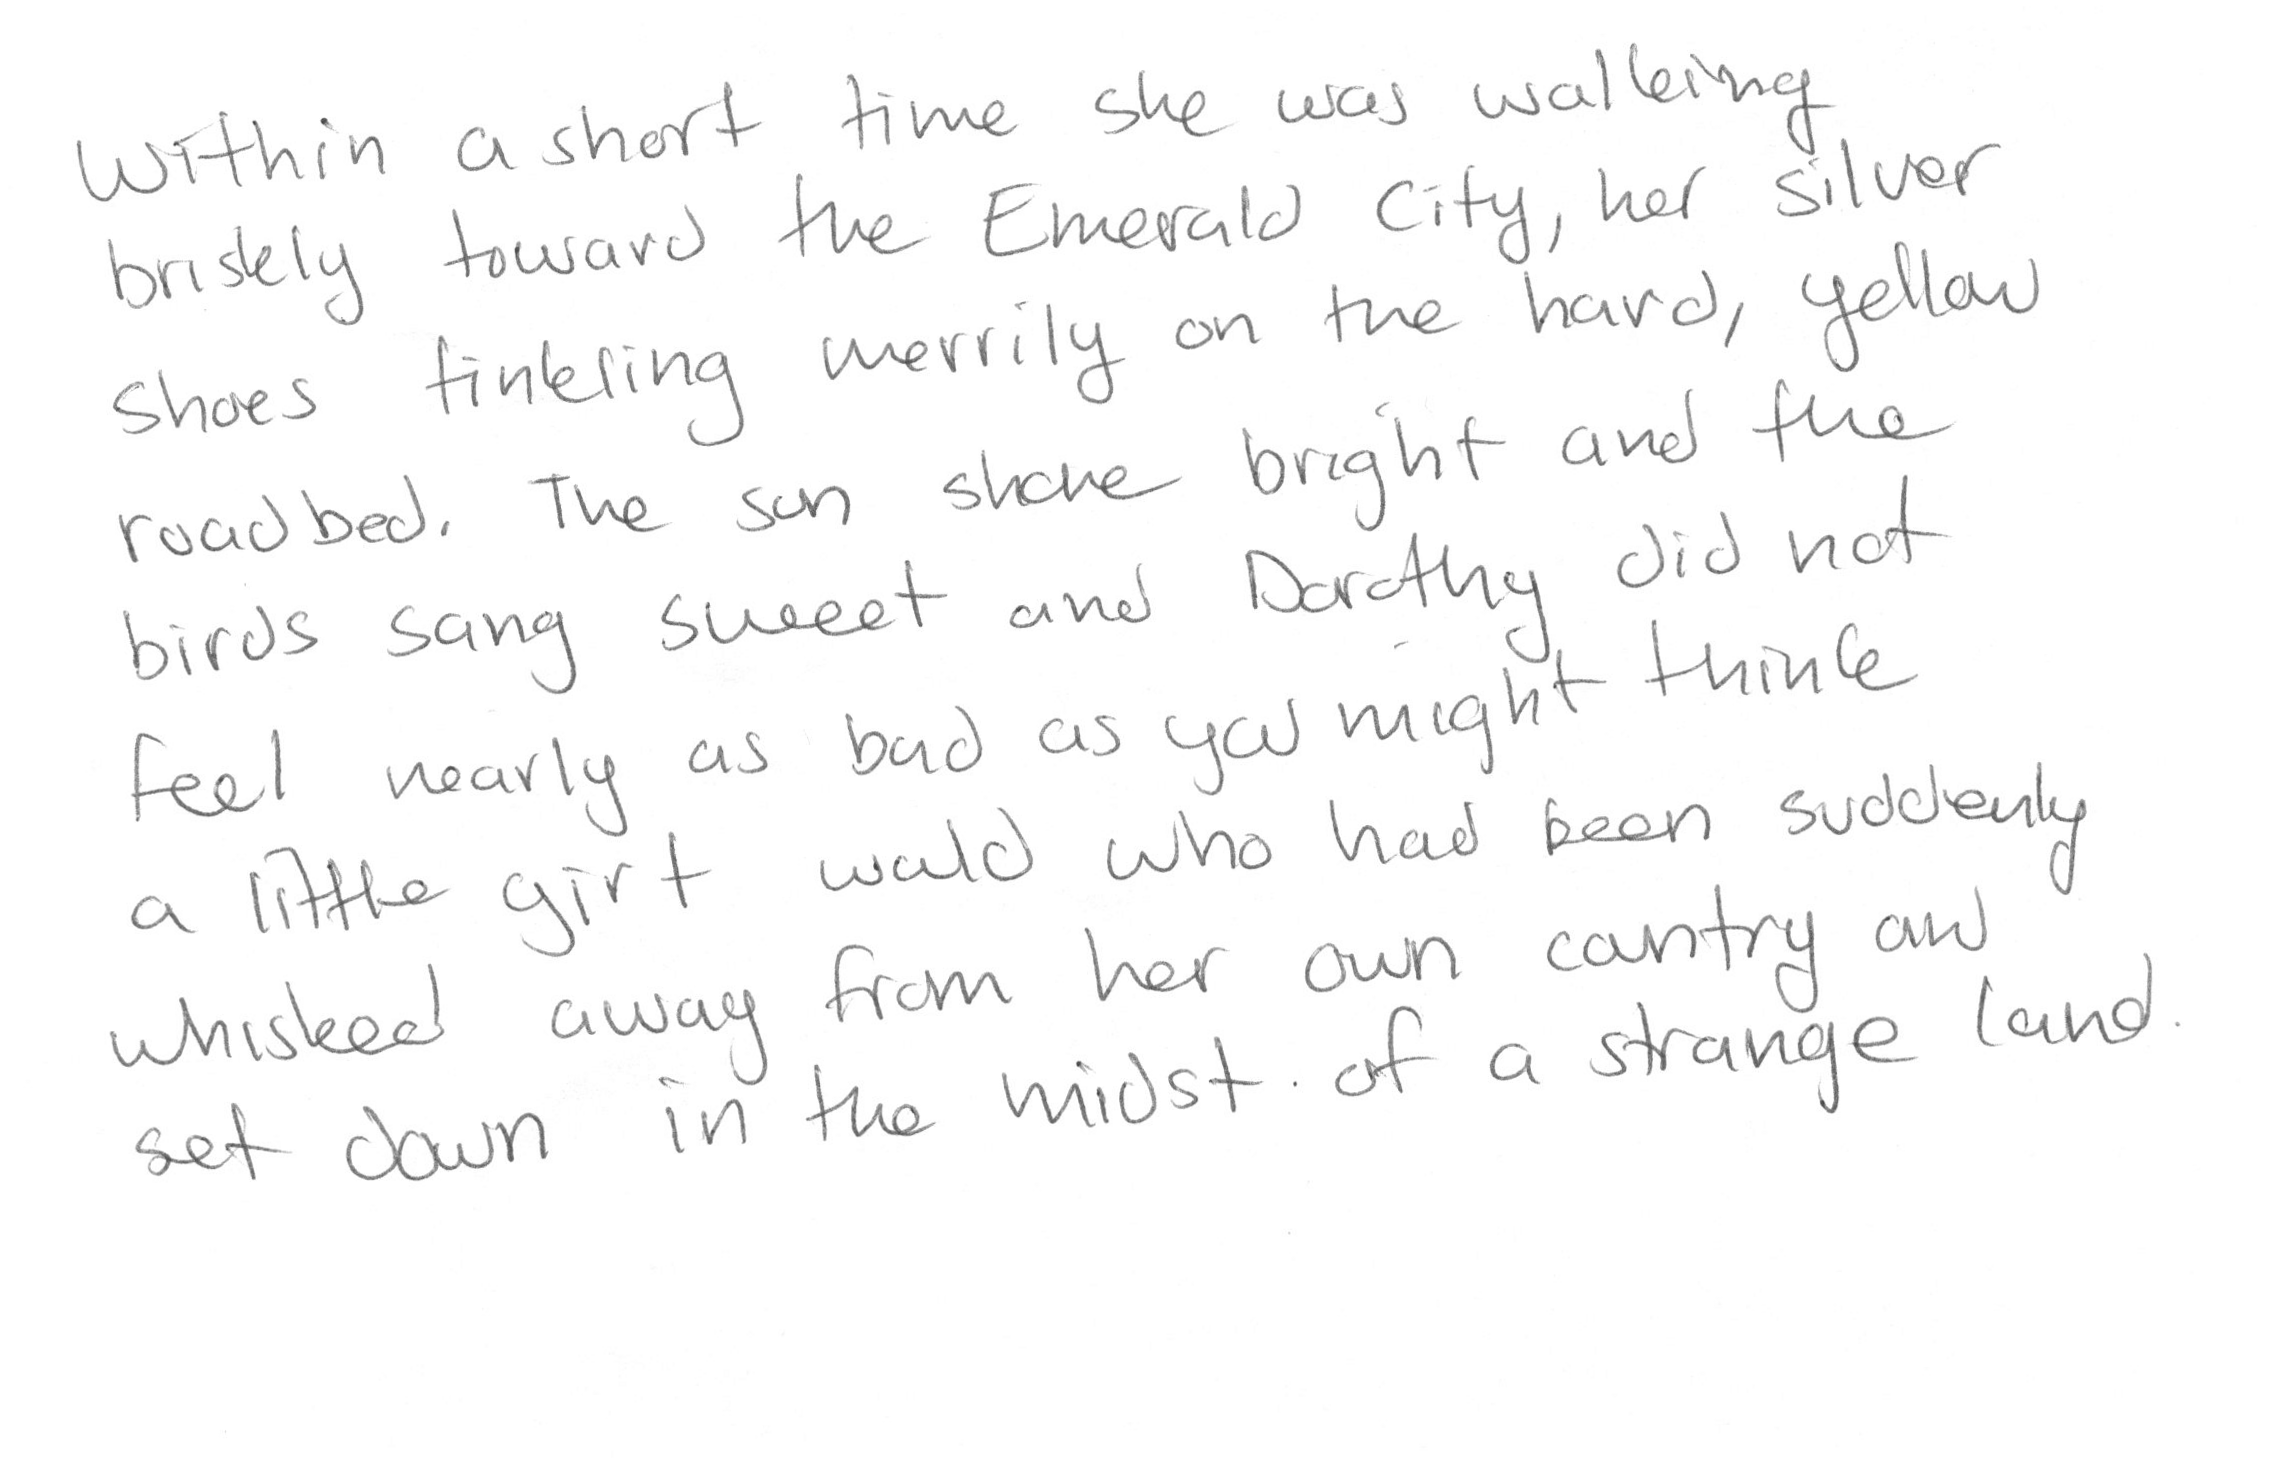 Within a short time she was walking
briskly toward the Emerald City, her silver
shoes tinkling merrily on the hard, yellow
roadbed. The sun shone bright and the
birds sang sweet and Dorothy did not
feel nearly as bad as you might think
a little girl would who had been suddenly
whisked away from her own country and
set down in the midst of a strange land.